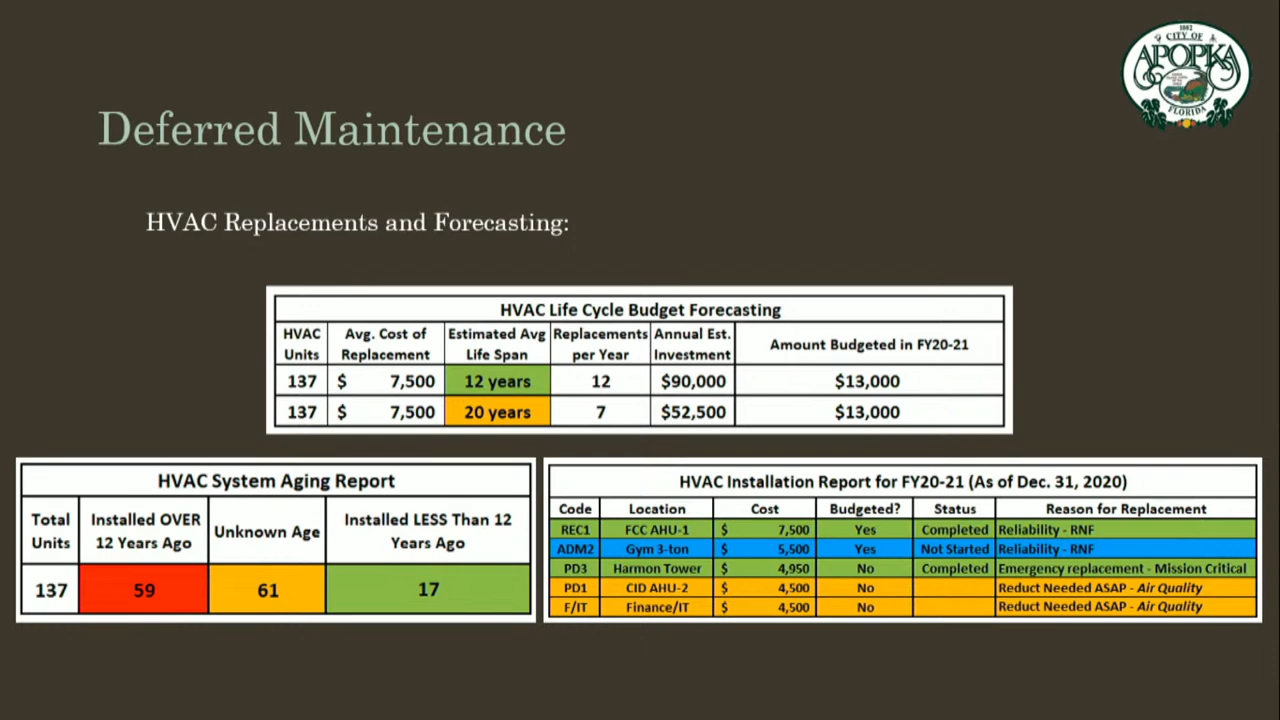 1882
CITY OF
APOPKA
FLORIDA
Deferred Maintenance
HVAC Replacements and Forecasting:
HVAC Life Cycle Budget Forecasting
HVAC Units Avg. Cost of Replacement Estimated Avg Life Span Replacements per Year Annual Est. Investment Amount Budgeted in FY20-21
137 $ 7,500 12 years 12 $90,000 $13,000
137 $ 7,500 20 years 7 $52,500 $13,000
HVAC System Aging Report
Total Units Installed OVER 12 Years Ago Unknown Age Installed LESS Than 12 Years Ago
137 59 61 17
HVAC Installation Report for FY20-21 (As of Dec. 31, 2020)
Code Location Cost Budgeted? Status Reason for Replacement
REC1 FCC AHU-1 $ 7,500 Yes Completed Reliability - RNF
ADM2 Gym 3-ton $ 5,500 Yes Not Started Reliability - RNF
PD3 Harmon Tower $ 4,950 No Completed Emergency replacement - Mission Critical
PD1 CID AHU-2 $ 4,500 No Reduct Needed ASAP - Air Quality
F/IT Finance/IT $ 4,500 No Reduct Needed ASAP - Air Quality